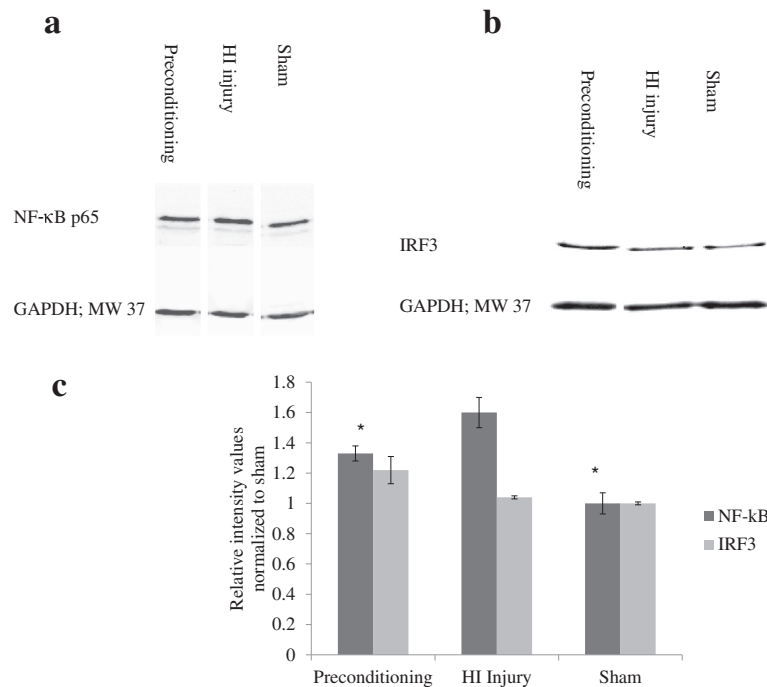 a
Preconditioning
HI injury
Sham
NF-κB p65
GAPDH; MW 37
b
Preconditioning
HI injury
Sham
IRF3
GAPDH; MW 37
c
Relative intensity values
normalized to sham
1.8
1.6
1.4
1.2
1
0.8
0.6
0.4
0.2
0
*
*
Preconditioning
HI Injury
Sham
NF-kB
IRF3